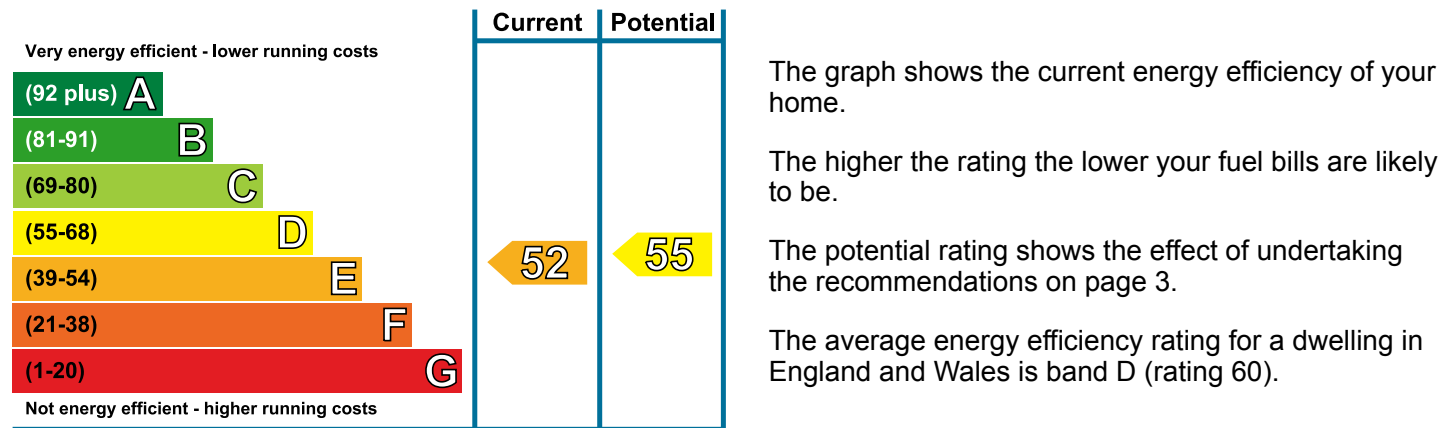 Current Potential
Very energy efficient - lower running costs
(92 plus) A
(81-91) B
(69-80) C
(55-68) D
(39-54) E
(21-38) F
(1-20) G
Not energy efficient - higher running costs
52 55
The graph shows the current energy efficiency of your
home.
The higher the rating the lower your fuel bills are likely
to be.
The potential rating shows the effect of undertaking
the recommendations on page 3.
The average energy efficiency rating for a dwelling in
England and Wales is band D (rating 60).